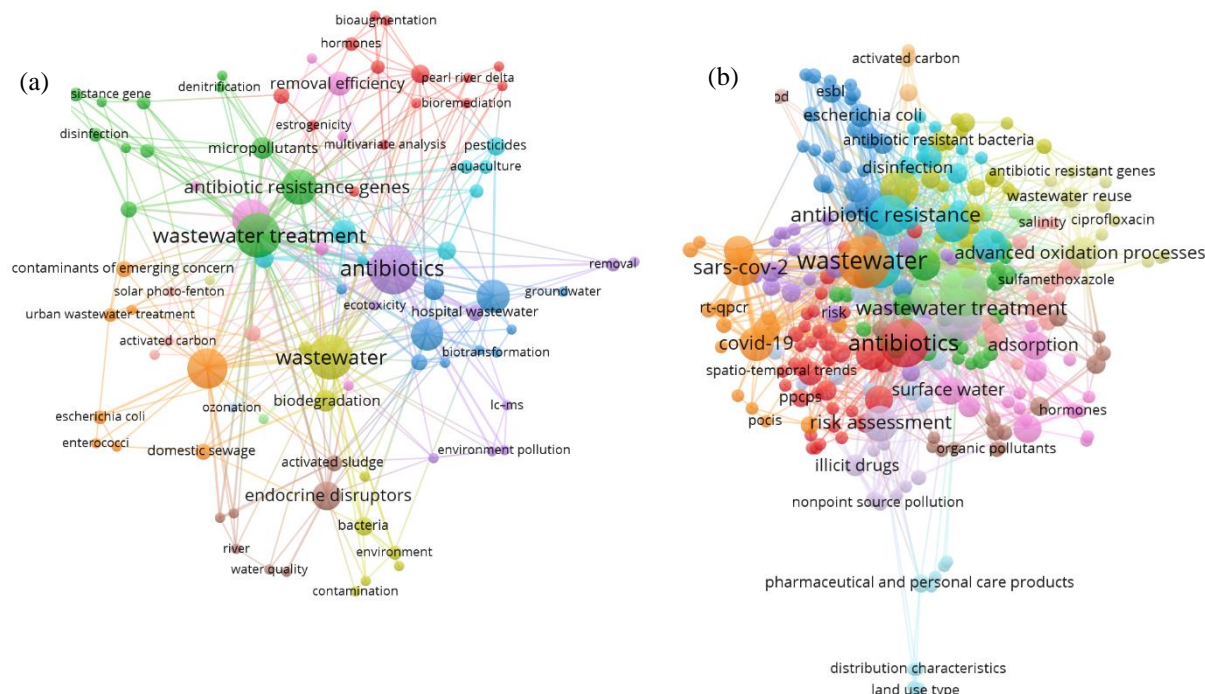 (a)
bioaugmentation
hormones
removal efficiency
pearl river delta
denitrification
sistance gene
bioremediation
estrogenicity
disinfection
multivariate analysis
micropollutants
pesticides
aquaculture
antibiotic resistance genes
wastewater treatment
antibiotics
removal
contaminants of emerging concern
ecotoxicity
groundwater
solar photo-fenton
hospital wastewater
urban wastewater treatment
activated carbon
biotransformation
wastewater
biodegradation
ozonation
lc-ms
escherichia coli
enterococci
domestic sewage
environment pollution
activated sludge
endocrine disruptors
bacteria
river
environment
water quality
contamination
(b)
activated carbon
esbl
od
escherichia coli
antibiotic resistant bacteria
disinfection
antibiotic resistant genes
wastewater reuse
antibiotic resistance
salinity
ciprofloxacin
wastewater
advanced oxidation processes
sars-cov-2
sulfamethoxazole
rt-qpcr
risk
wastewater treatment
covid-19
antibiotics
adsorption
spatio-temporal trends
ppcps
surface water
pocis
risk assessment
hormones
organic pollutants
illicit drugs
nonpoint source pollution
pharmaceutical and personal care products
distribution characteristics
land use type